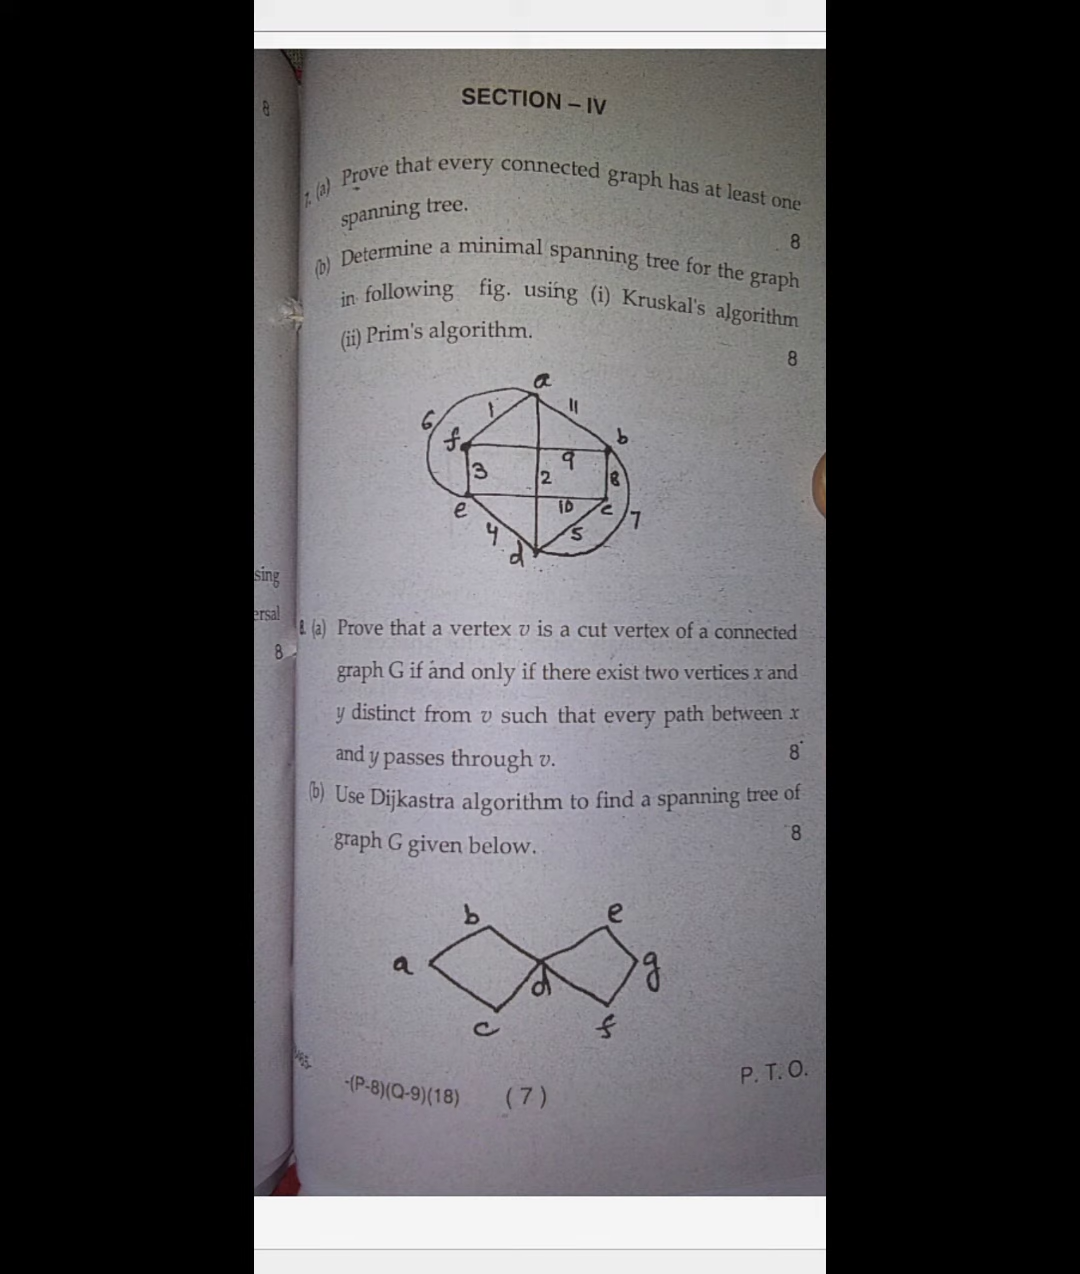 8
SECTION – IV
7. (a) Prove that every connected graph has at least one
spanning tree.
8
(b) Determine a minimal spanning tree for the graph
in following fig. using (i) Kruskal's algorithm
(ii) Prim's algorithm.
8
a
6 1 11
f b
3 2 9 8
e 10 c 7
4 5
d
sing
ersal
8
8. (a) Prove that a vertex v is a cut vertex of a connected
graph G if and only if there exist two vertices x and
y distinct from v such that every path between x
and y passes through v.
8
(b) Use Dijkastra algorithm to find a spanning tree of
graph G given below.
8
b e
a d g
c f
-(P-8)(Q-9)(18) (7) P. T. O.